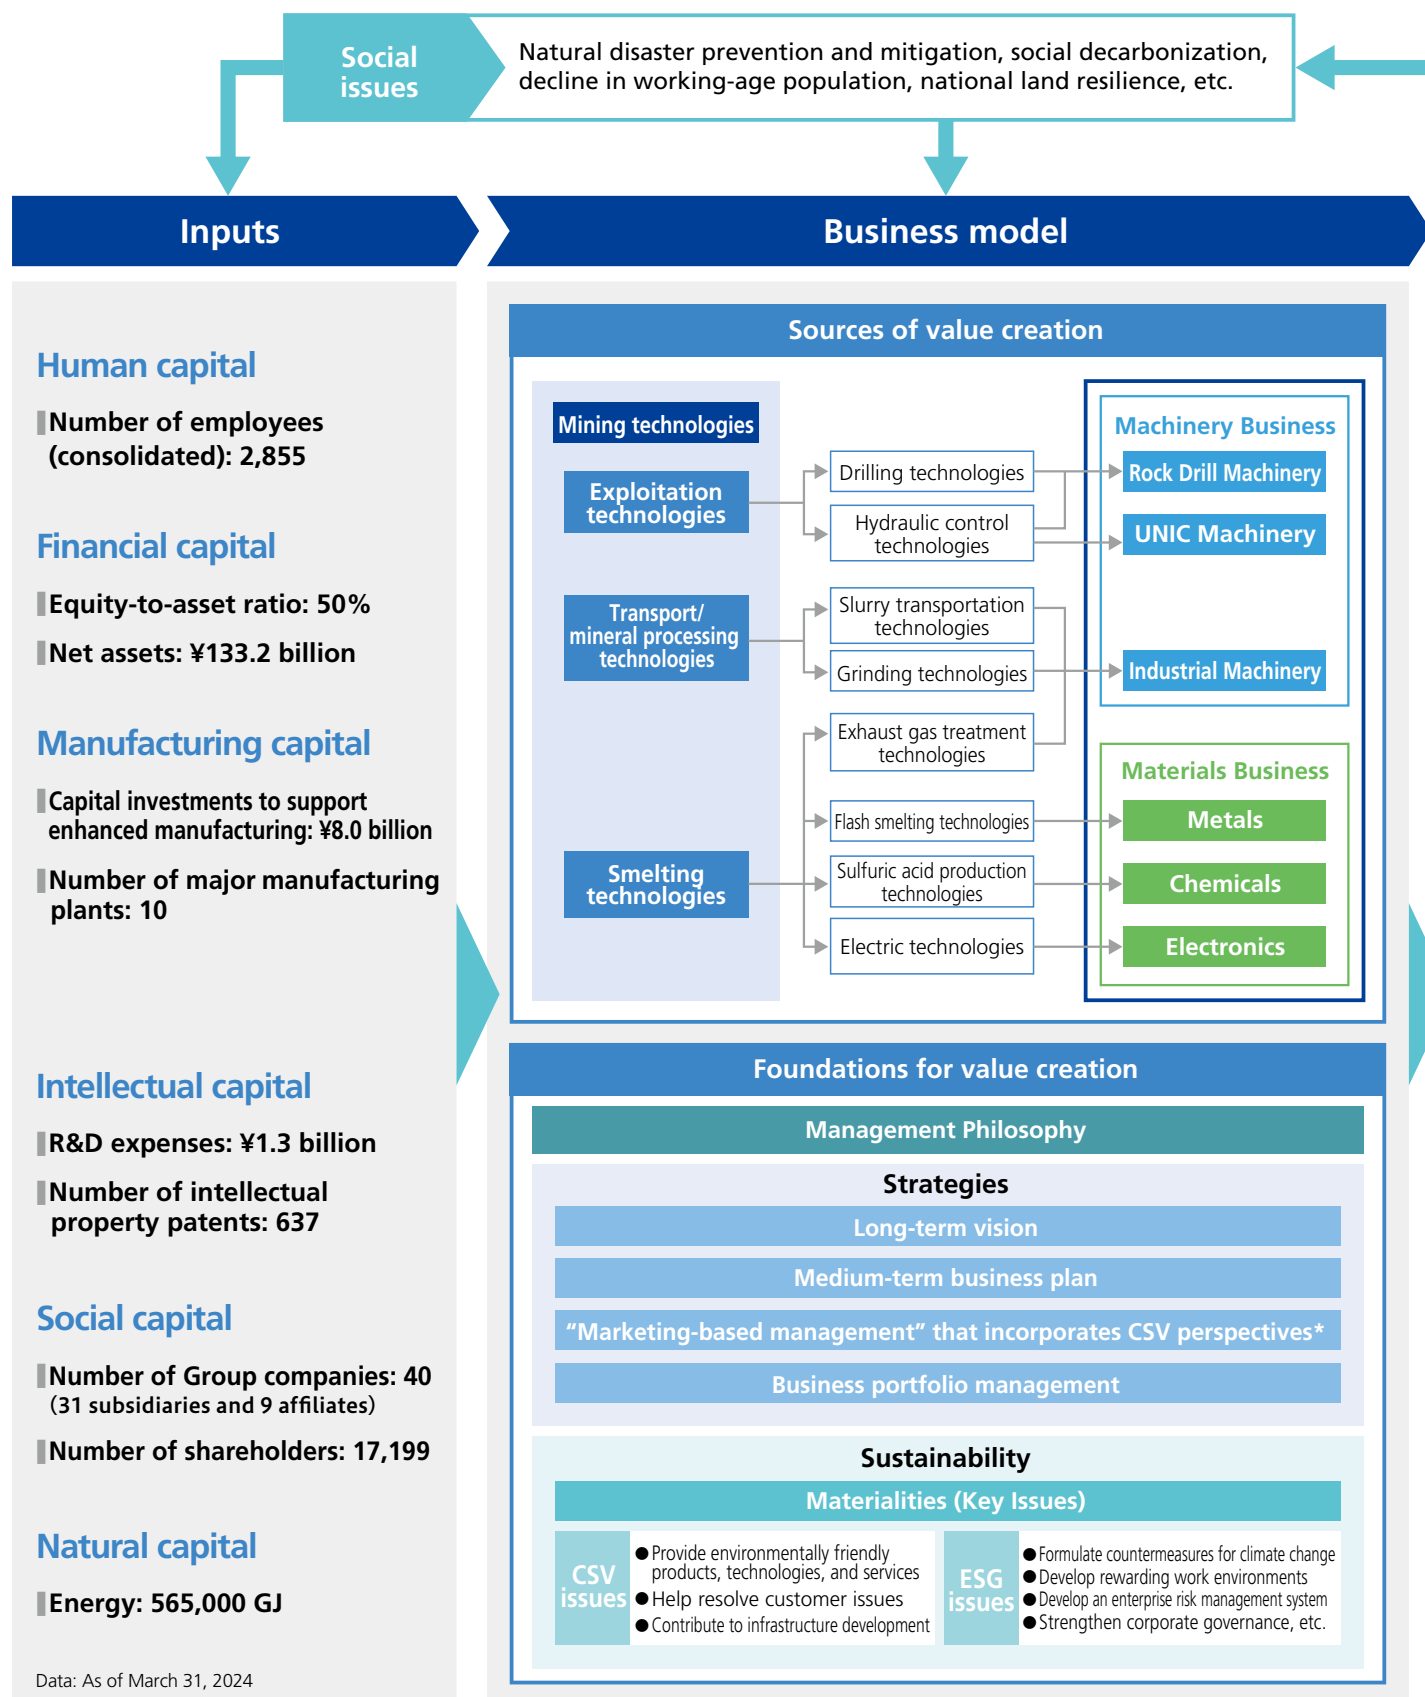 Social
issues
Natural disaster prevention and mitigation, social decarbonization,
decline in working-age population, national land resilience, etc.
Inputs
Human capital
Number of employees
(consolidated): 2,855
Financial capital
Equity-to-asset ratio: 50%
Net assets: ¥133.2 billion
Manufacturing capital
Capital investments to support
enhanced manufacturing: ¥8.0 billion
Number of major manufacturing
plants: 10
Intellectual capital
R&D expenses: ¥1.3 billion
Number of intellectual
property patents: 637
Social capital
Number of Group companies: 40
(31 subsidiaries and 9 affiliates)
Number of shareholders: 17,199
Natural capital
Energy: 565,000 GJ
Data: As of March 31, 2024
Business model
Sources of value creation
Mining technologies
Exploitation
technologies
Transport/
mineral processing
technologies
Smelting
technologies
Drilling technologies
Hydraulic control
technologies
Slurry transportation
technologies
Grinding technologies
Exhaust gas treatment
technologies
Flash smelting technologies
Sulfuric acid production
technologies
Electric technologies
Machinery Business
Rock Drill Machinery
UNIC Machinery
Industrial Machinery
Materials Business
Metals
Chemicals
Electronics
Foundations for value creation
Management Philosophy
Strategies
Long-term vision
Medium-term business plan
“Marketing-based management” that incorporates CSV perspectives*
Business portfolio management
Sustainability
Materialities (Key Issues)
CSV
issues
●Provide environmentally friendly
products, technologies, and services
●Help resolve customer issues
●Contribute to infrastructure development
ESG
issues
●Formulate countermeasures for climate change
●Develop rewarding work environments
●Develop an enterprise risk management system
●Strengthen corporate governance, etc.